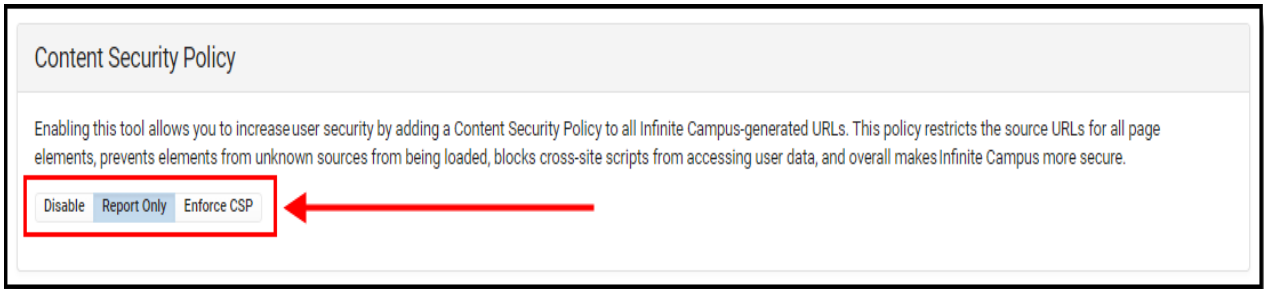 Content Security Policy
Enabling this tool allows you to increase user security by adding a Content Security Policy to all Infinite Campus-generated URLs. This policy restricts the source URLs for all page
elements, prevents elements from unknown sources from being loaded, blocks cross-site scripts from accessing user data, and overall makes Infinite Campus more secure.
Disable Report Only Enforce CSP